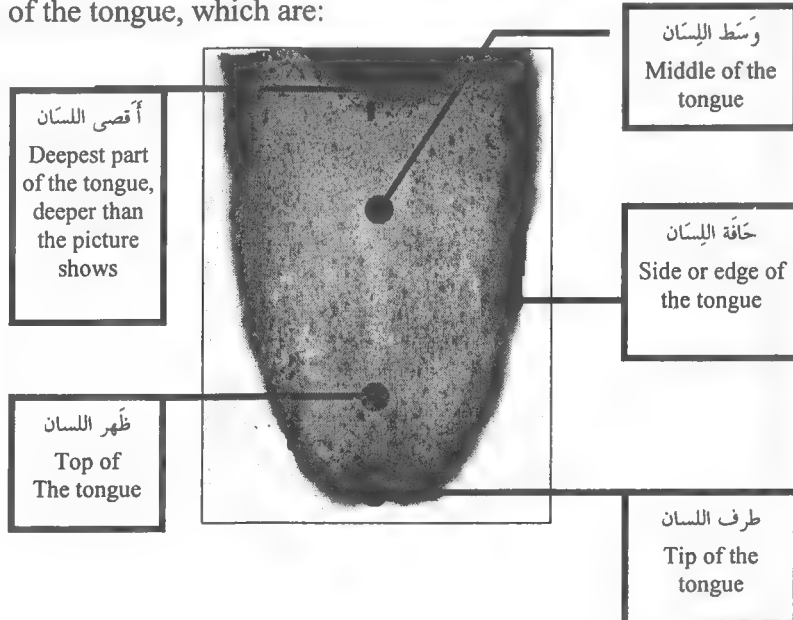 of the tongue, which are:
وَسَط اللِسَان
Middle of the
tongue
أَقصى اللسَان
Deepest part
of the tongue,
deeper than
the picture
shows
حَافَة اللِسَان
Side or edge of
the tongue
ظَهر اللسان
Top of
The tongue
طرف اللسان
Tip of the
tongue